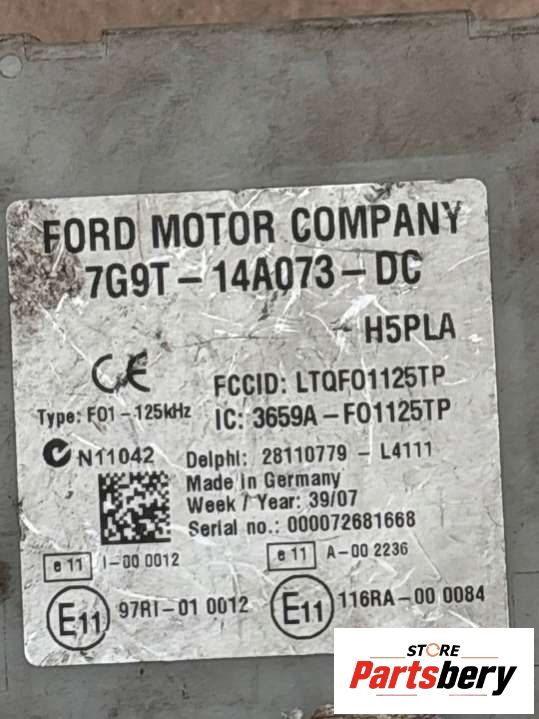 FORD MOTOR COMPANY
7G9T-14A073-DC
H5PLA
CE
FCCID: LTQF01125TP
Type: F01-125kHz
IC: 3659A-F01125TP
N11042
Delphi: 28110779-L4111
Made in Germany
Week / Year: 39/07
Serial no.: 000072681668
e 11 I-00 0012
e 11 A-00 2236
E11 97RI-01 0012
E11 116RA-00 0084
STORE
Partsbery